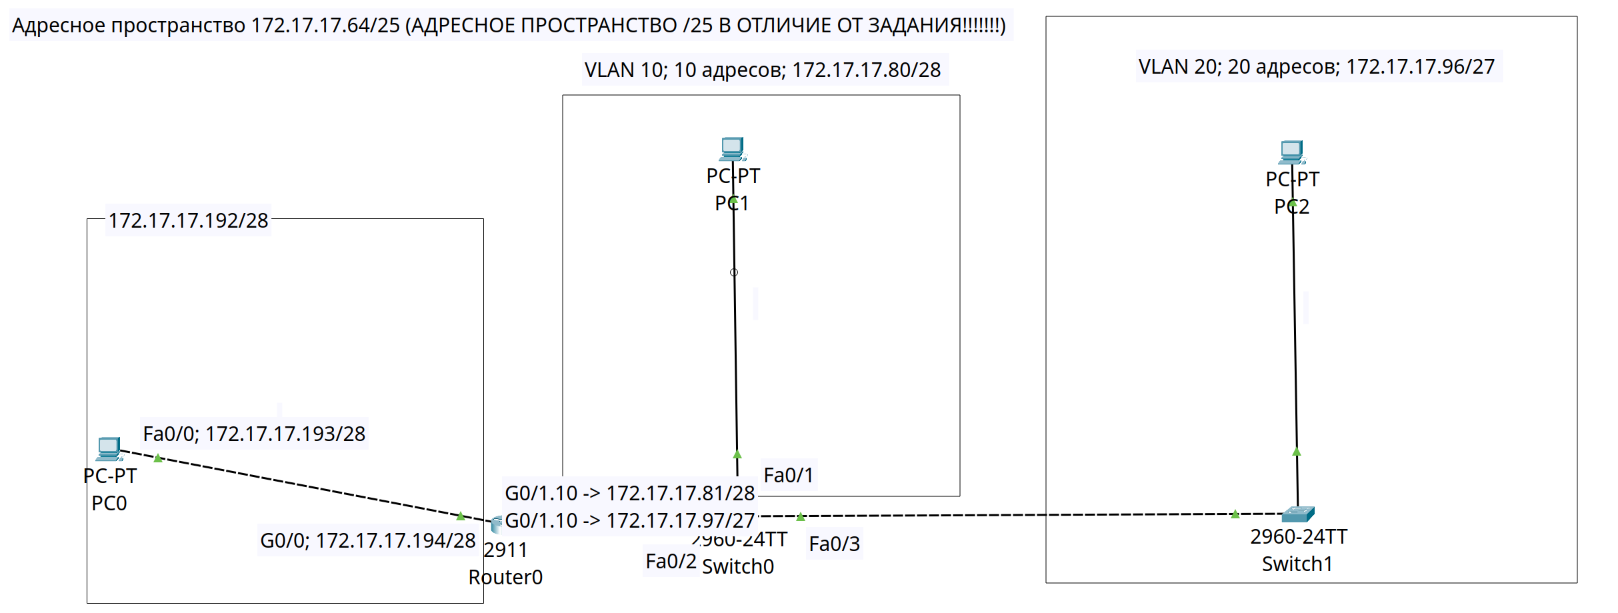 Адресное пространство 172.17.17.64/25 (АДРЕСНОЕ ПРОСТРАНСТВО /25 В ОТЛИЧИЕ ОТ ЗАДАНИЯ!!!!!!!)
VLAN 10; 10 адресов; 172.17.17.80/28
VLAN 20; 20 адресов; 172.17.17.96/27
PC-PT
PC1
PC-PT
PC2
172.17.17.192/28
Fa0/0; 172.17.17.193/28
PC-PT
PC0
Fa0/1
G0/1.10 -> 172.17.17.81/28
G0/1.10 -> 172.17.17.97/27
G0/0; 172.17.17.194/28
2911
Router0
2960-24TT
Switch0
Fa0/2
Fa0/3
2960-24TT
Switch1